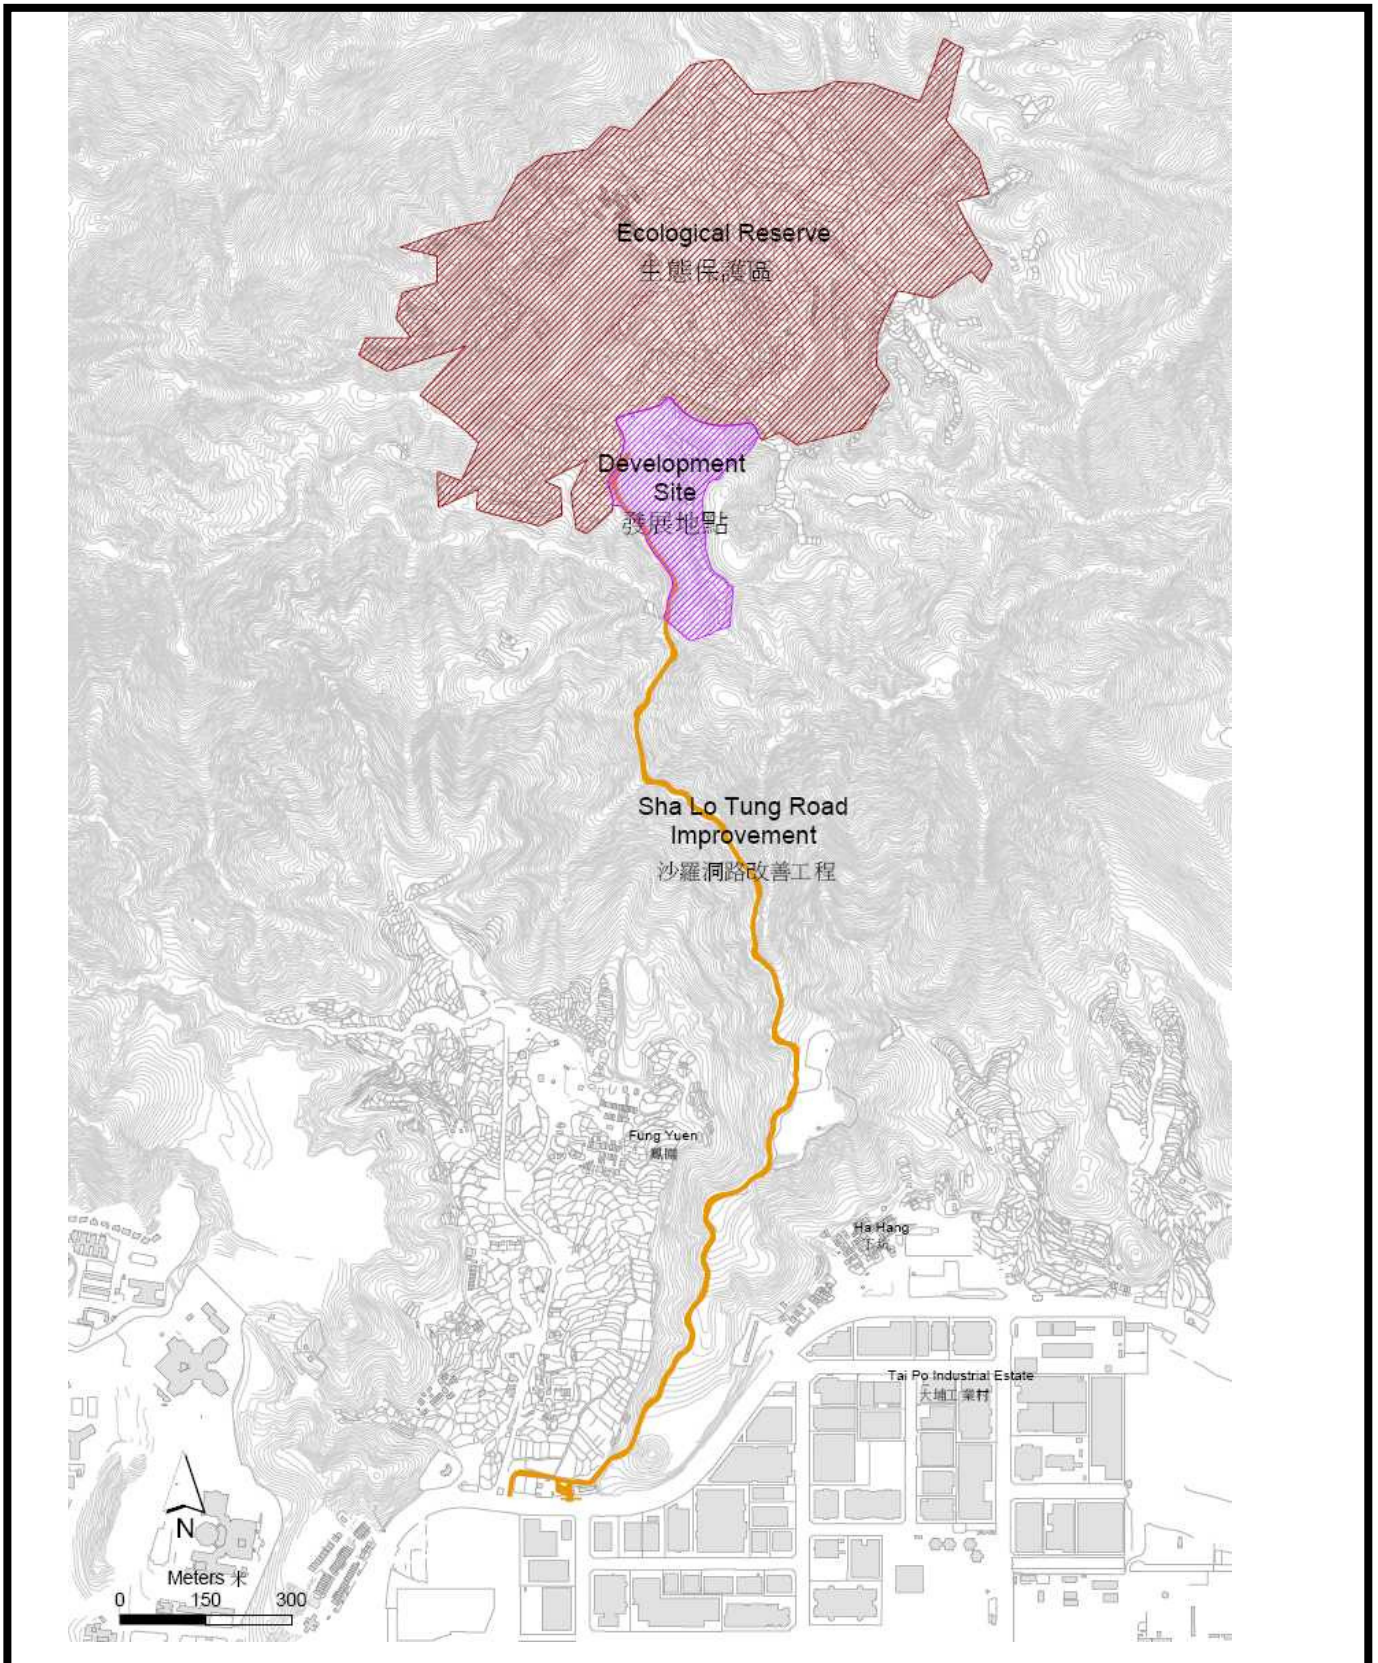 Ecological Reserve
生態保護區
Development
Site
發展地點
Sha Lo Tung Road
Improvement
沙羅洞路改善工程
Fung Yuen
鳳園
Ha Hang
下坑
Tai Po Industrial Estate
大埔工業村
N
Meters 米
0 150 300